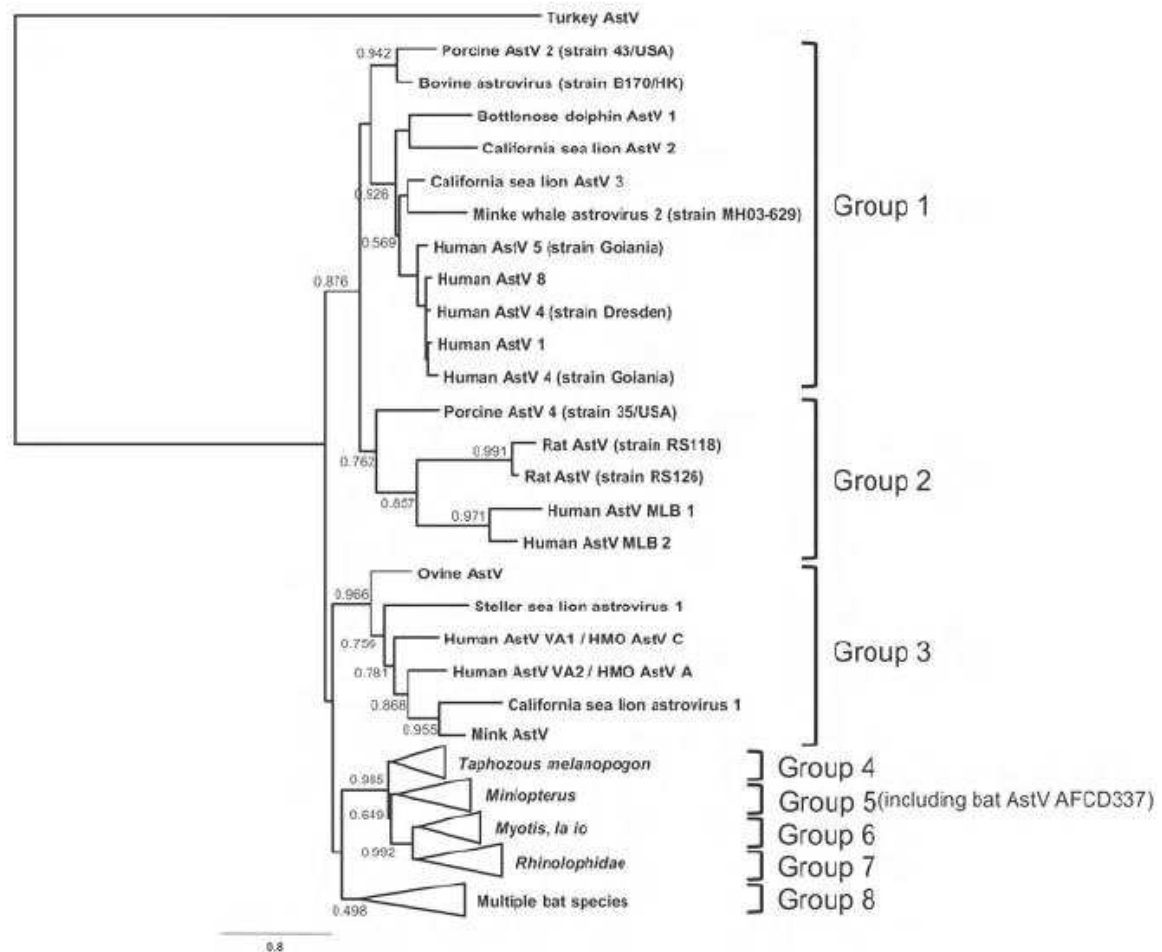 Turkey AstV
0.942
Porcine AstV 2 (strain 43/USA)
Bovine astrovirus (strain B170/HK)
Bottlenose dolphin AstV 1
California sea lion AstV 2
0.926
California sea lion AstV 3
Minke whale astrovirus 2 (strain MH03-629)
Group 1
0.569
Human AstV 5 (strain Goiania)
0.876
Human AstV 8
Human AstV 4 (strain Dresden)
Human AstV 1
Human AstV 4 (strain Goiania)
Porcine AstV 4 (strain 35/USA)
0.762
0.991
Rat AstV (strain RS118)
Rat AstV (strain RS126)
Group 2
0.857
0.971
Human AstV MLB 1
Human AstV MLB 2
Ovine AstV
0.966
Steller sea lion astrovirus 1
0.756
Human AstV VA1 / HMO AstV C
Group 3
0.781
Human AstV VA2 / HMO AstV A
0.868
California sea lion astrovirus 1
0.955
Mink AstV
Taphozous melanopogon
Group 4
0.985
Miniopterus
Group 5 (including bat AstV AFCD337)
0.649
Myotis, Ia io
Group 6
0.992
Rhinolophidae
Group 7
Multiple bat species
Group 8
0.498
0.8